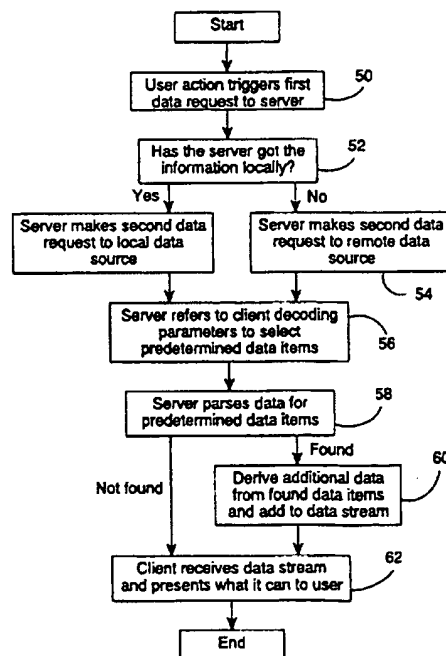 Start
User action triggers first
data request to server
50
Has the server got the
information locally?
52
Yes
No
Server makes second data
request to local data
source
Server makes second data
request to remote data
source
54
Server refers to client decoding
parameters to select
predetermined data items
56
Server parses data for
predetermined data items
58
Not found
Found
Derive additional data
from found data items
and add to data stream
60
Client receives data stream
and presents what it can to user
62
End